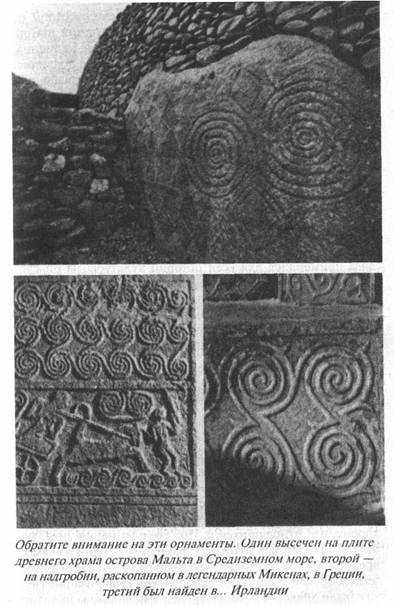 Обратите внимание на эти орнаменты. Один высечен на плите
древнего храма острова Мальта в Средиземном море, второй —
на надгробии, раскопанном в легендарных Микенах, в Греции,
третий был найден в... Ирландии